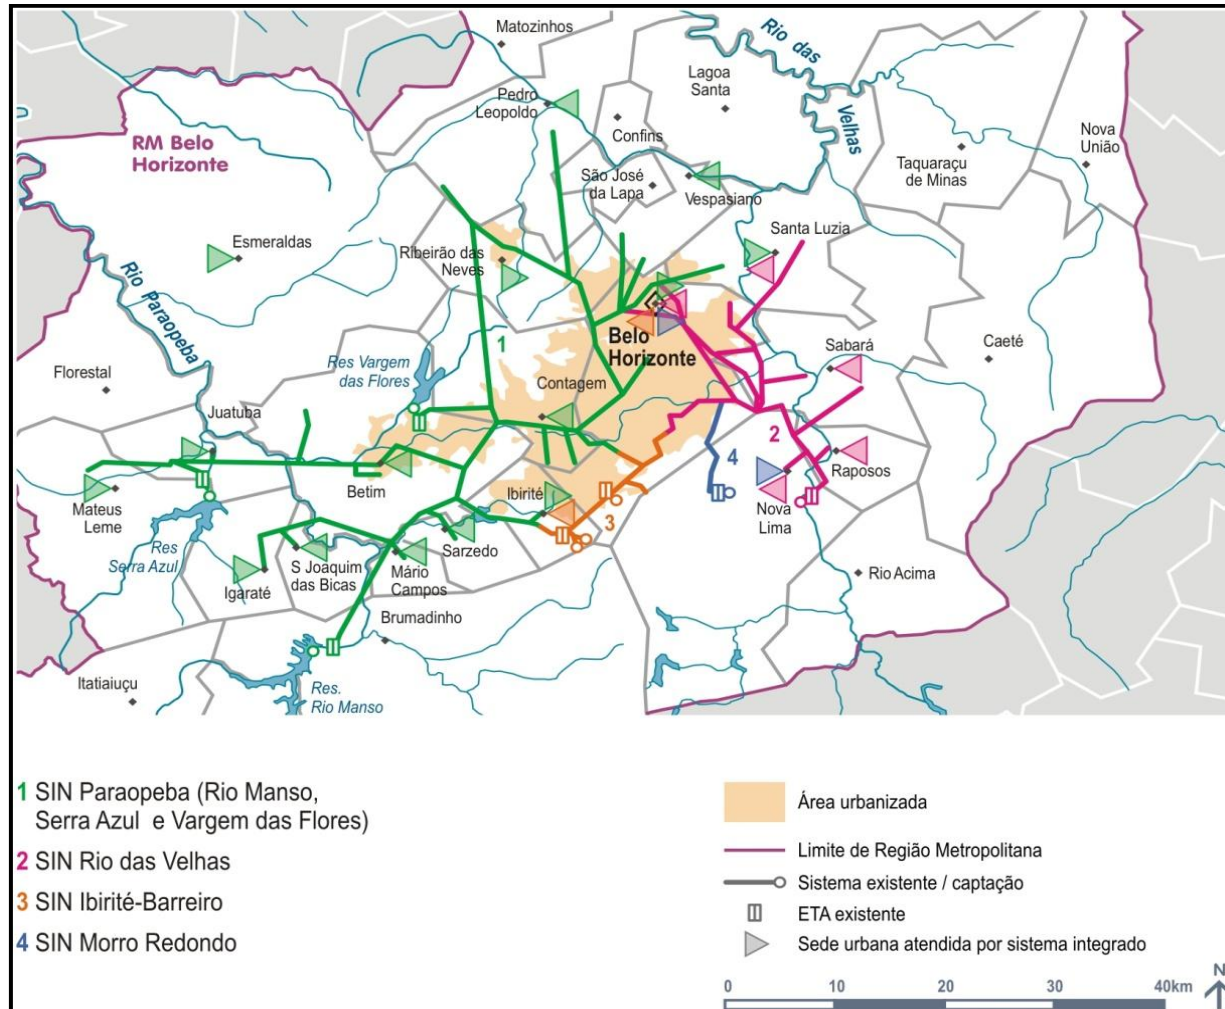 Matozinhos
Rio das
Velhas
Lagoa
Santa
Pedro
Leopoldo
Confins
Nova
União
RM Belo
Horizonte
Taquaraçu
de Minas
São José
da Lapa
Vespasiano
Esmeraldas
Ribeirão das
Neves
Santa Luzia
Rio Paraopeba
1
Belo
Horizonte
Res Vargem
das Flores
Sabará
Caeté
Florestal
Contagem
Juatuba
2
4
Raposos
Betim
Mateus
Leme
Ibirité
3
Nova
Lima
Res
Serra Azul
Sarzedo
S Joaquim
das Bicas
Mário
Campos
Igaraté
Rio Acima
Brumadinho
Itatiaiuçu
Res.
Rio Manso
1 SIN Paraopeba (Rio Manso,
Serra Azul e Vargem das Flores)
2 SIN Rio das Velhas
3 SIN Ibirité-Barreiro
4 SIN Morro Redondo
Área urbanizada
Limite de Região Metropolitana
Sistema existente / captação
ETA existente
Sede urbana atendida por sistema integrado
0 10 20 30 40km
N